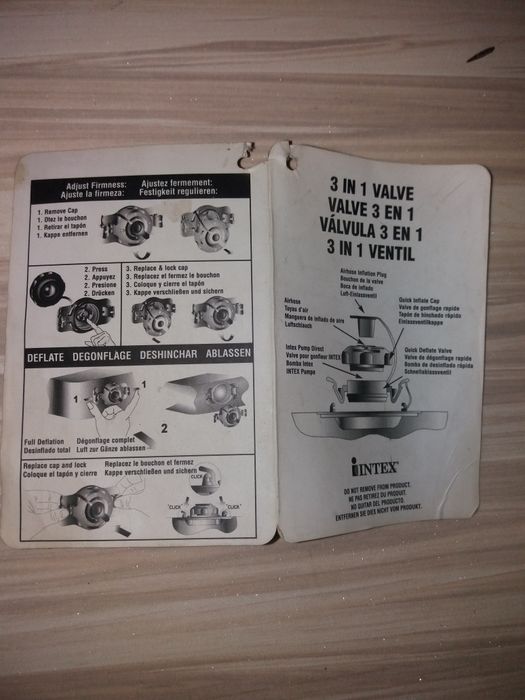 Adjust Firmness:
Ajuste la firmeza:
Ajustez fermement:
Festigkeit regulieren:
1. Remove Cap
1. Otez le bouchon
1. Retirar el tapón
1. Kappe entfernen
2. Press
2. Appuyez
2. Presione
2. Drücken
3. Replace & lock cap
3. Replacez et fermez le bouchon
3. Coloque y cierre el tapón
3. Kappe verschließen und sichern
DEFLATE DEGONFLAGE DESHINCHAR ABLASSEN
1
1
2
Full Deflation
Desinflado total
Dégonflage complet
Luft zur Gänze ablassen
Replace cap and lock
Coloque el tapón y cierre
Replacez le bouchon et fermez
Kappe verschließen und sichern
CLICK
"CLICK
CLICK"
3 IN 1 VALVE
VALVE 3 EN 1
VÁLVULA 3 EN 1
3 IN 1 VENTIL
Airhose Inflation Plug
Bouchon de la valve
Boca de inflado
Luft-Einlassventil
Airhose
Tuyau d'air
Manguera de inflado de aire
Luftschlauch
Quick Inflate Cap
Valve de gonflage rapide
Tapón de hinchado rápido
Einlassventilkappe
Intex Pump Direct
Valve pour gonfleur INTEX
Bomba Intex
INTEX Pumpe
Quick Deflate Valve
Valve de dégonflage rapide
Bomba de desinflado rápida
Schnellablassventil
INTEX®
DO NOT REMOVE FROM PRODUCT.
NE PAS RETIREZ DU PRODUIT.
NO QUITAR DEL PRODUCTO.
ENTFERNEN SIE DIES NICHT VOM PRODUKT.